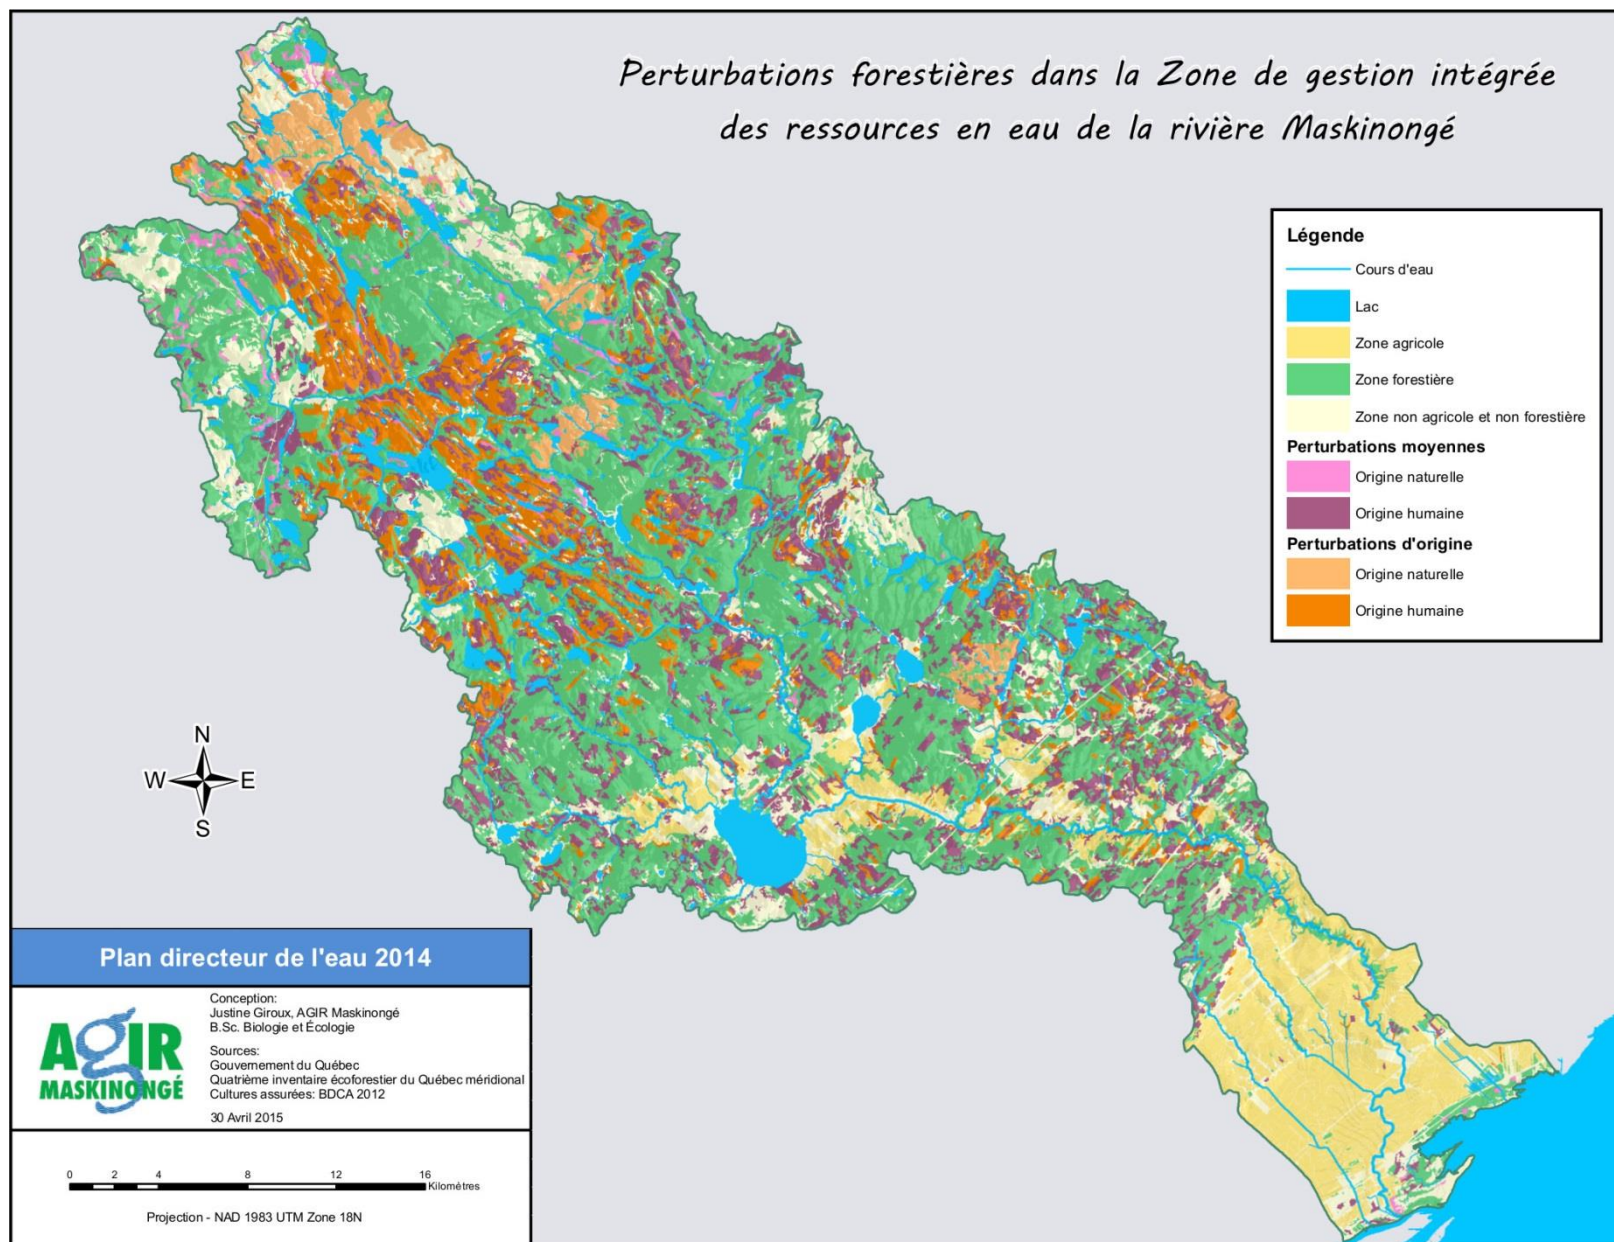 Perturbations forestières dans la Zone de gestion intégrée
des ressources en eau de la rivière Maskinongé
Légende
Cours d'eau
Lac
Zone agricole
Zone forestière
Zone non agricole et non forestière
Perturbations moyennes
Origine naturelle
Origine humaine
Perturbations d'origine
Origine naturelle
Origine humaine
N
W E
S
Plan directeur de l'eau 2014
AGIR
MASKINONGÉ
Conception:
Justine Giroux, AGIR Maskinongé
B.Sc. Biologie et Écologie
Sources:
Gouvernement du Québec
Quatrième inventaire écoforestier du Québec méridional
Cultures assurées: BDCA 2012
30 Avril 2015
0 2 4 8 12 16
Kilomètres
Projection - NAD 1983 UTM Zone 18N